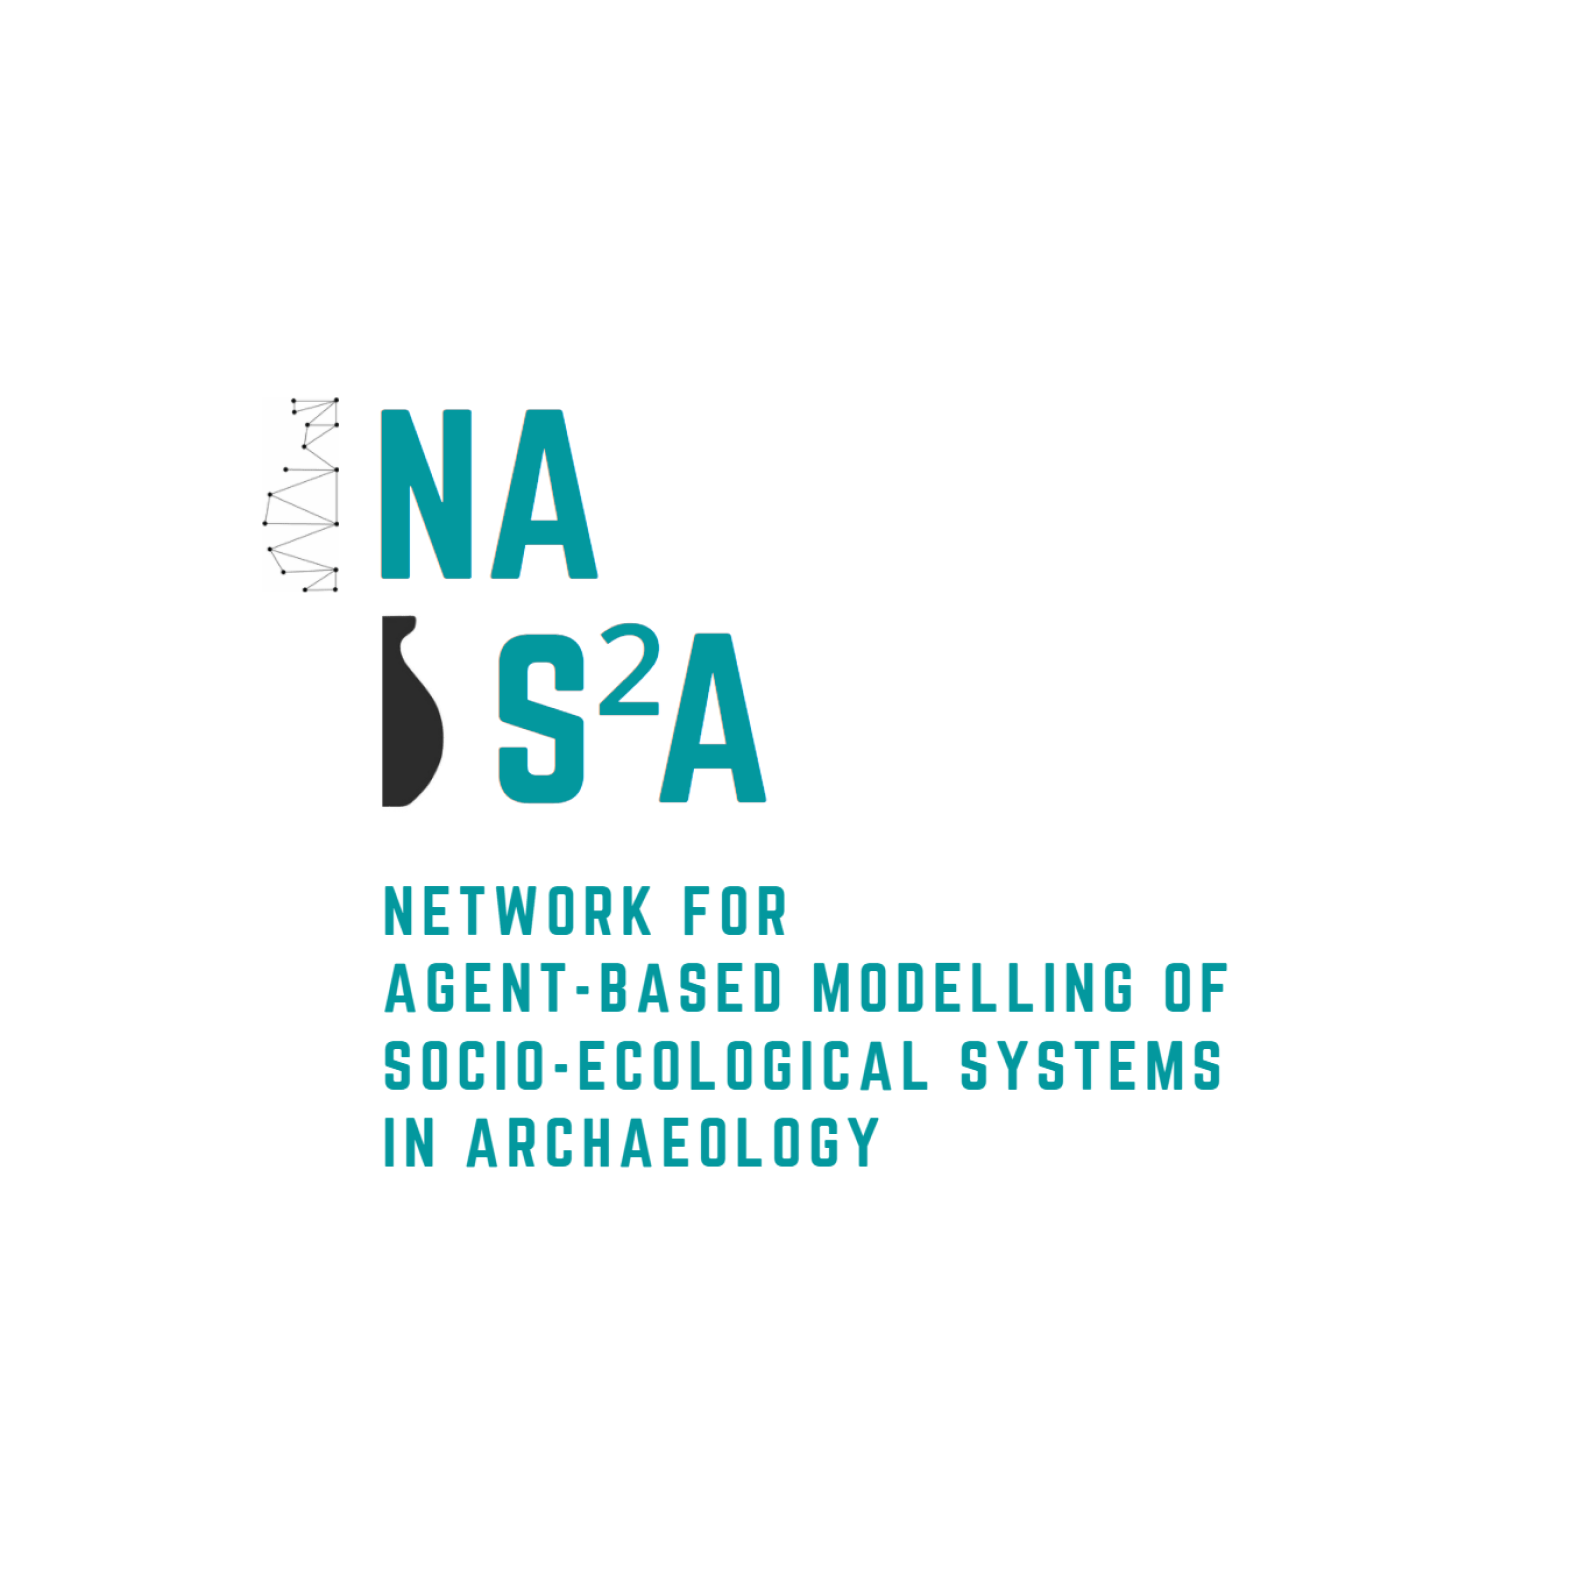 NA
S²A
NETWORK FOR
AGENT-BASED MODELLING OF
SOCIO-ECOLOGICAL SYSTEMS
IN ARCHAEOLOGY